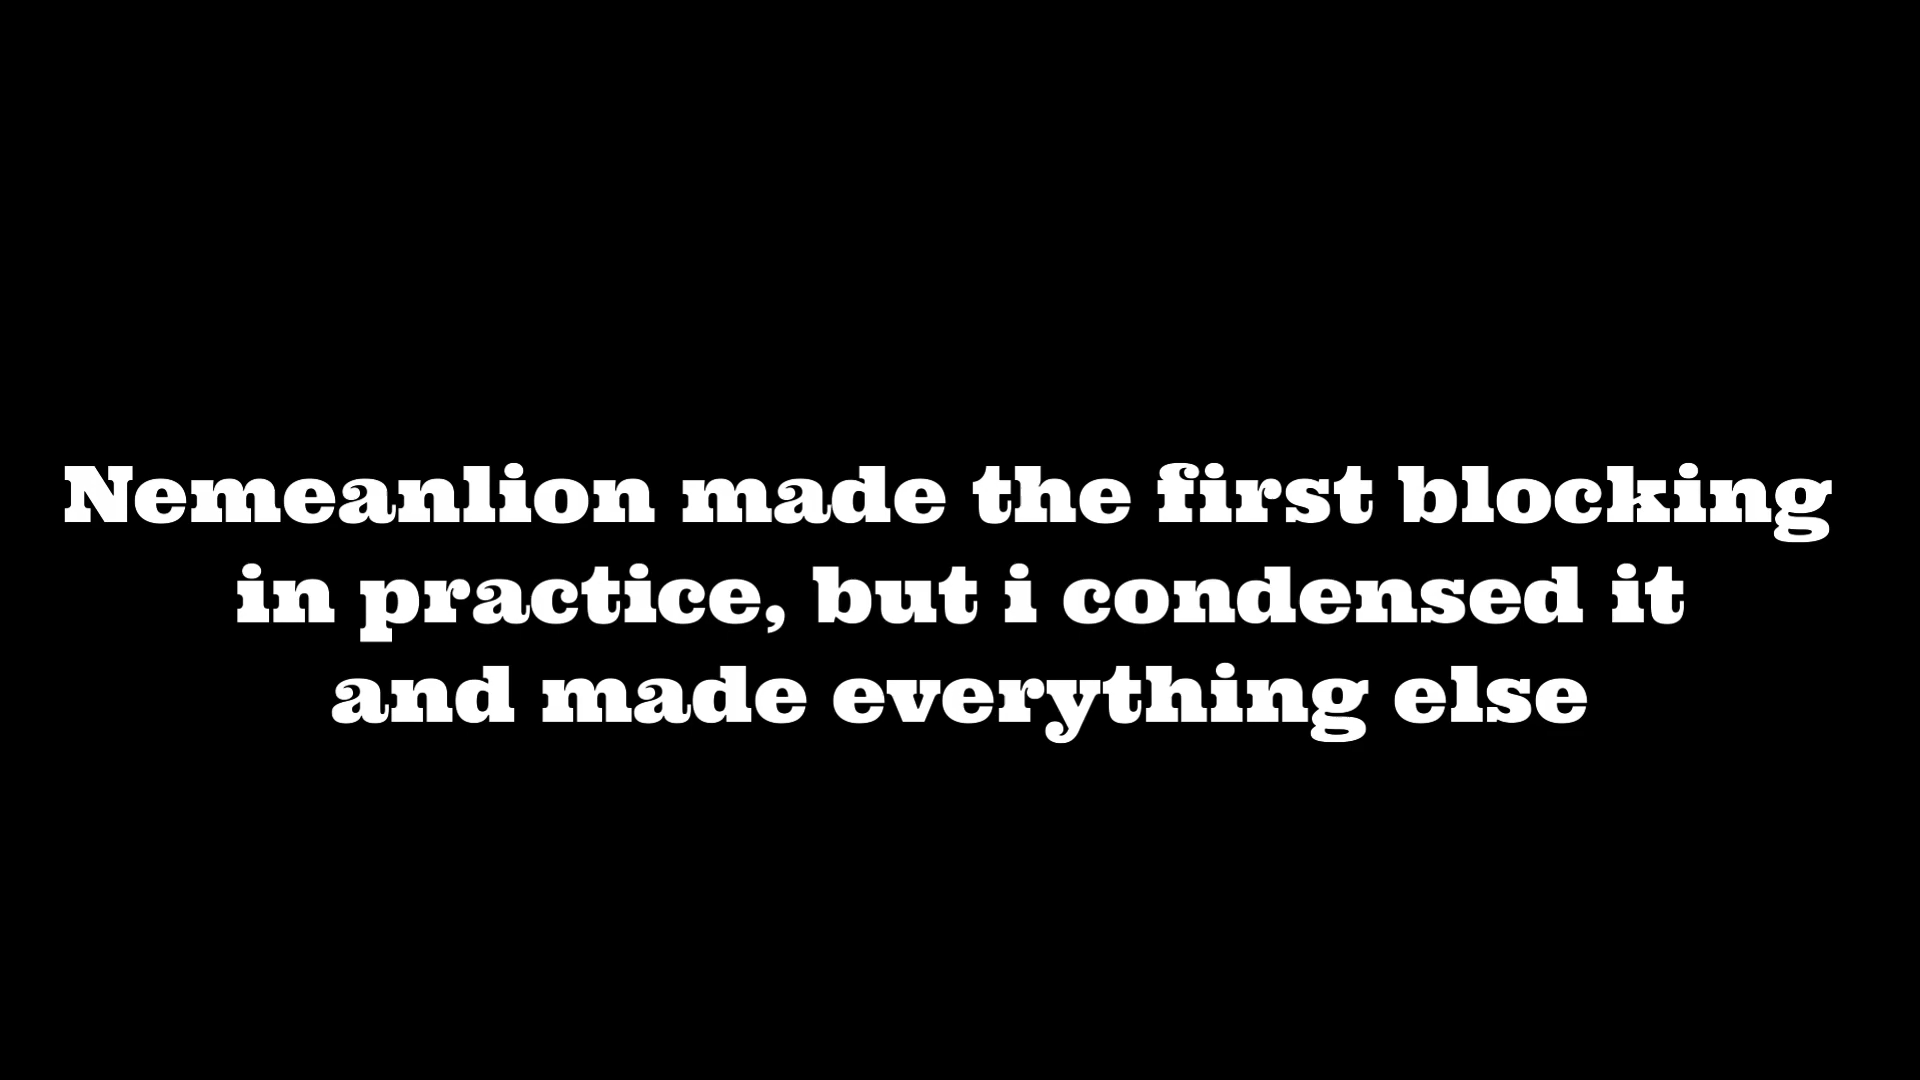 Nemeanlion made the first blocking
in practice, but i condensed it
and made everything else